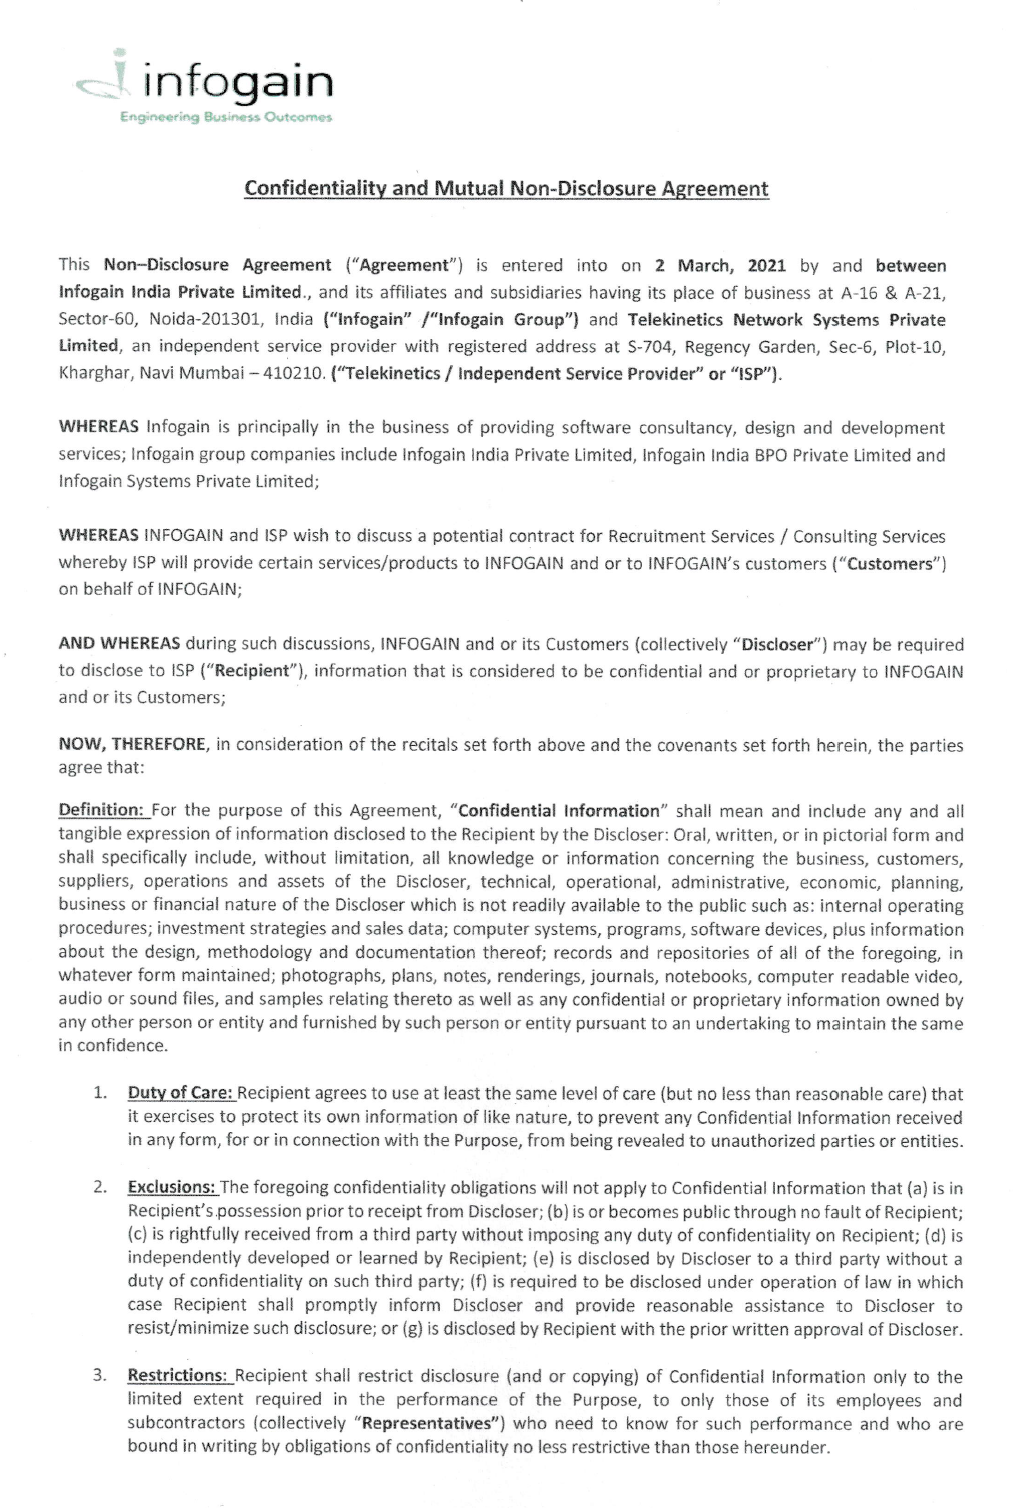 infogain
Engineering Business Outcomes
Confidentiality and Mutual Non-Disclosure Agreement
This Non–Disclosure Agreement (“Agreement”) is entered into on 2 March, 2021 by and between
Infogain India Private Limited., and its affiliates and subsidiaries having its place of business at A-16 & A-21,
Sector-60, Noida-201301, India (“Infogain” /“Infogain Group”) and Telekinetics Network Systems Private
Limited, an independent service provider with registered address at S-704, Regency Garden, Sec-6, Plot-10,
Kharghar, Navi Mumbai – 410210. (“Telekinetics / Independent Service Provider” or “ISP”).
WHEREAS Infogain is principally in the business of providing software consultancy, design and development
services; Infogain group companies include Infogain India Private Limited, Infogain India BPO Private Limited and
Infogain Systems Private Limited;
WHEREAS INFOGAIN and ISP wish to discuss a potential contract for Recruitment Services / Consulting Services
whereby ISP will provide certain services/products to INFOGAIN and or to INFOGAIN’s customers (“Customers”)
on behalf of INFOGAIN;
AND WHEREAS during such discussions, INFOGAIN and or its Customers (collectively “Discloser”) may be required
to disclose to ISP (“Recipient”), information that is considered to be confidential and or proprietary to INFOGAIN
and or its Customers;
NOW, THEREFORE, in consideration of the recitals set forth above and the covenants set forth herein, the parties
agree that:
Definition: For the purpose of this Agreement, “Confidential Information” shall mean and include any and all
tangible expression of information disclosed to the Recipient by the Discloser: Oral, written, or in pictorial form and
shall specifically include, without limitation, all knowledge or information concerning the business, customers,
suppliers, operations and assets of the Discloser, technical, operational, administrative, economic, planning,
business or financial nature of the Discloser which is not readily available to the public such as: internal operating
procedures; investment strategies and sales data; computer systems, programs, software devices, plus information
about the design, methodology and documentation thereof; records and repositories of all of the foregoing, in
whatever form maintained; photographs, plans, notes, renderings, journals, notebooks, computer readable video,
audio or sound files, and samples relating thereto as well as any confidential or proprietary information owned by
any other person or entity and furnished by such person or entity pursuant to an undertaking to maintain the same
in confidence.
1. Duty of Care: Recipient agrees to use at least the same level of care (but no less than reasonable care) that
it exercises to protect its own information of like nature, to prevent any Confidential Information received
in any form, for or in connection with the Purpose, from being revealed to unauthorized parties or entities.
2. Exclusions: The foregoing confidentiality obligations will not apply to Confidential Information that (a) is in
Recipient’s possession prior to receipt from Discloser; (b) is or becomes public through no fault of Recipient;
(c) is rightfully received from a third party without imposing any duty of confidentiality on Recipient; (d) is
independently developed or learned by Recipient; (e) is disclosed by Discloser to a third party without a
duty of confidentiality on such third party; (f) is required to be disclosed under operation of law in which
case Recipient shall promptly inform Discloser and provide reasonable assistance to Discloser to
resist/minimize such disclosure; or (g) is disclosed by Recipient with the prior written approval of Discloser.
3. Restrictions: Recipient shall restrict disclosure (and or copying) of Confidential Information only to the
limited extent required in the performance of the Purpose, to only those of its employees and
subcontractors (collectively “Representatives”) who need to know for such performance and who are
bound in writing by obligations of confidentiality no less restrictive than those hereunder.